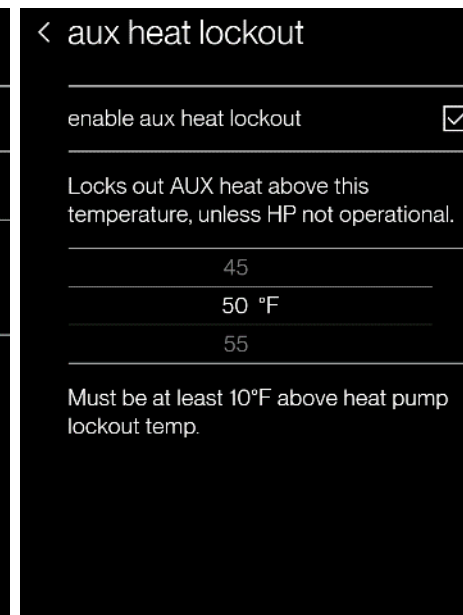 < aux heat lockout
enable aux heat lockout
Locks out AUX heat above this
temperature, unless HP not operational.
45
50 °F
55
Must be at least 10°F above heat pump
lockout temp.